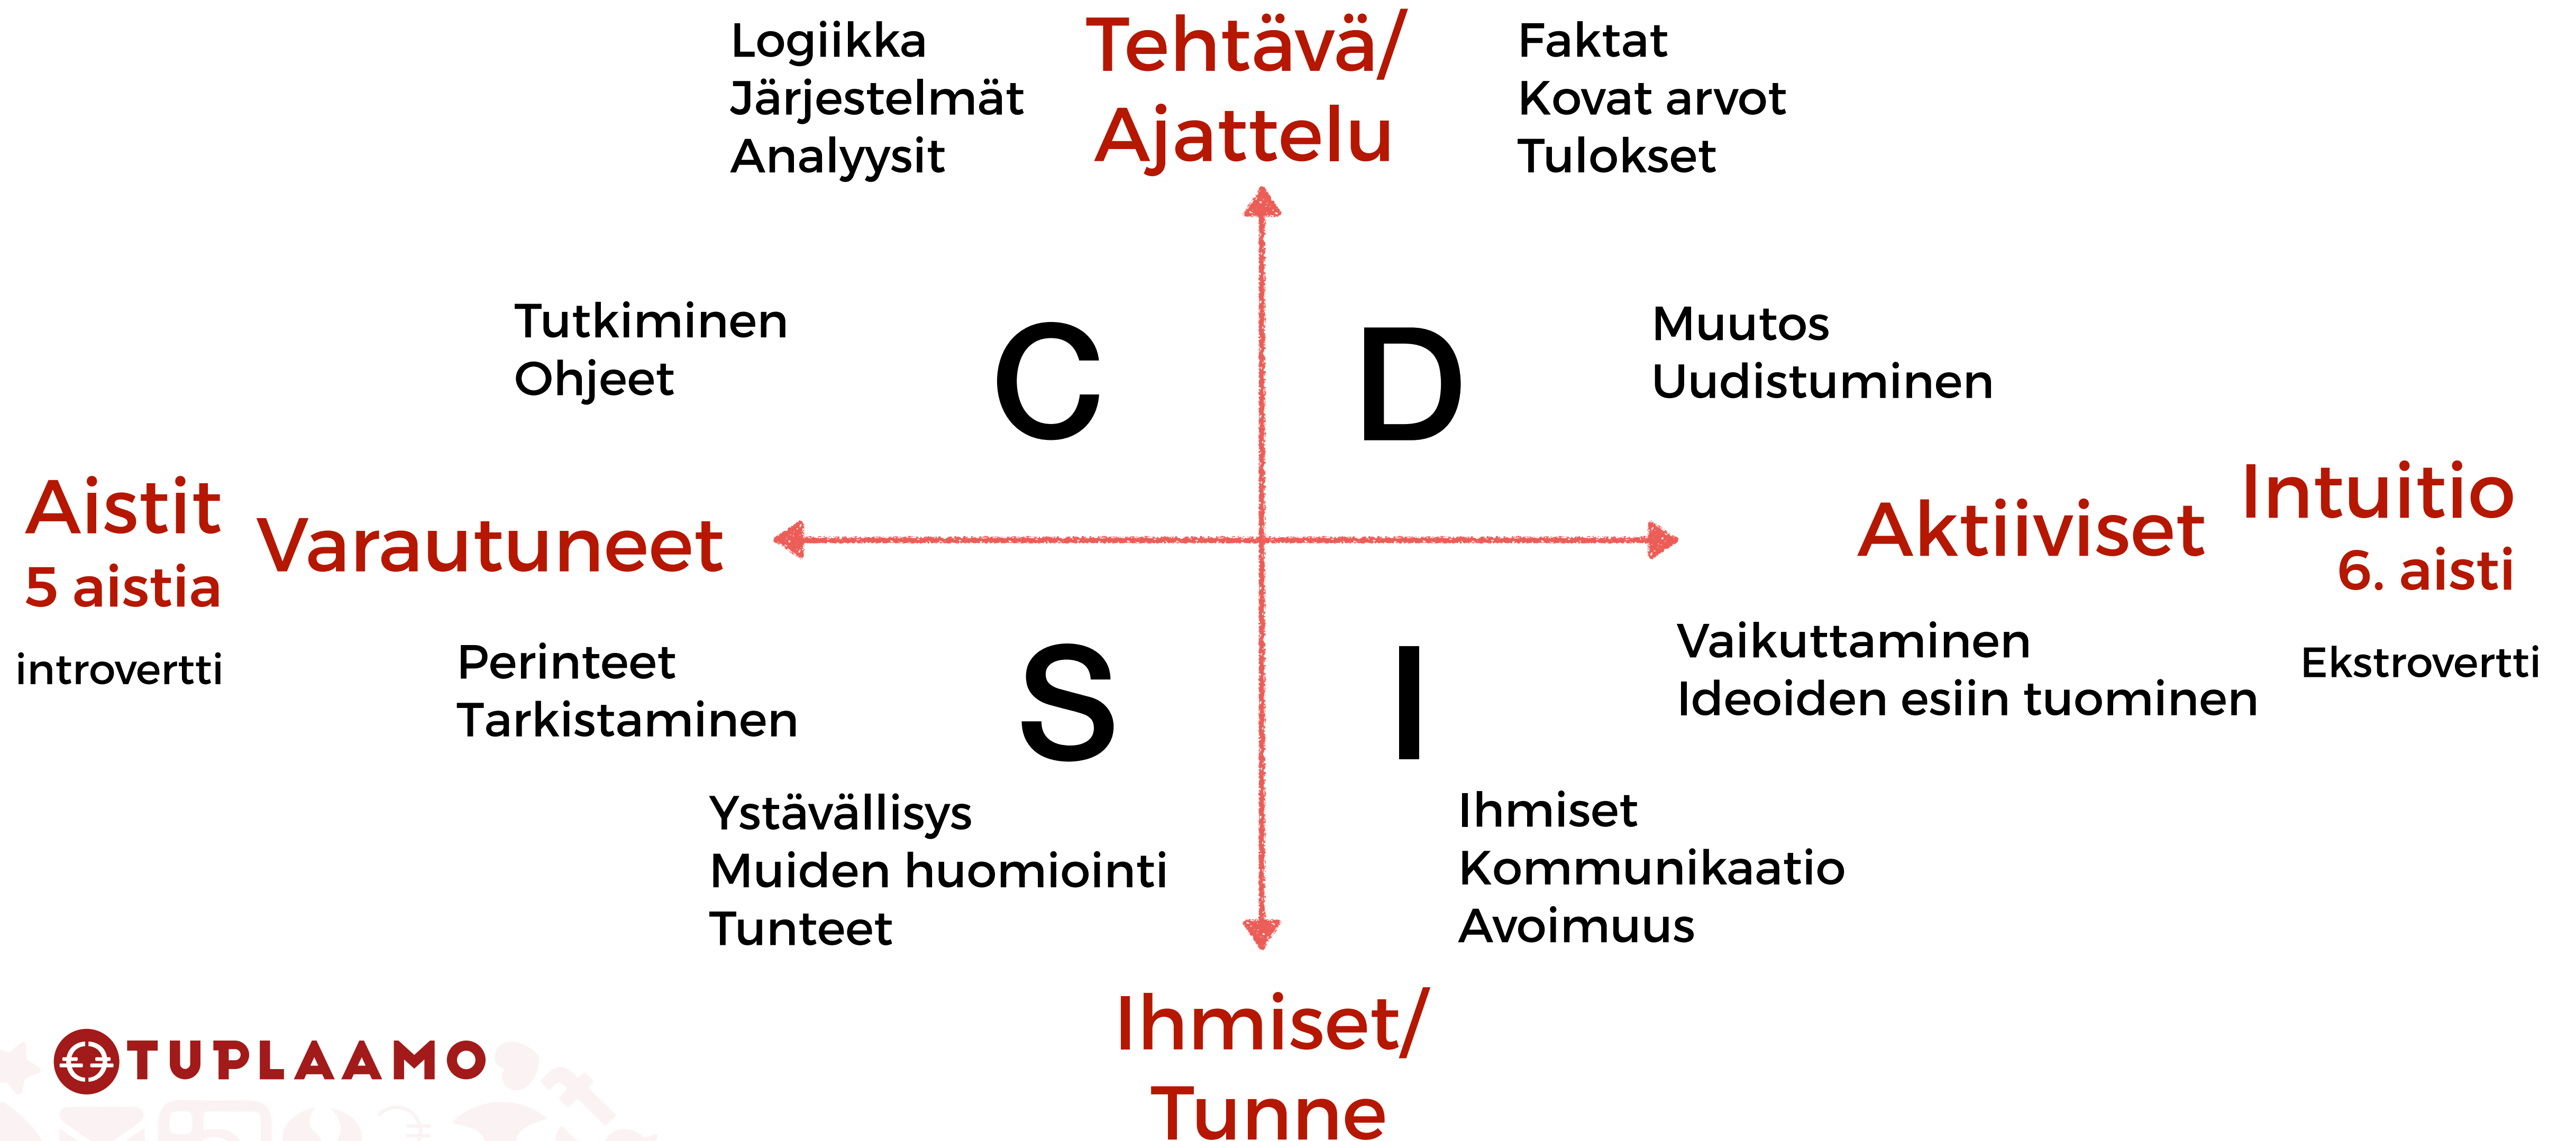 Logiikka
Järjestelmät
Analyysit
Tehtävä/
Ajattelu
Faktat
Kovat arvot
Tulokset
Tutkiminen
Ohjeet
C
D
Muutos
Uudistuminen
Aistit
5 aistia
introvertti
Varautuneet
Aktiiviset
Intuitio
6. aisti
Ekstrovertti
Perinteet
Tarkistaminen
S
I
Vaikuttaminen
Ideoiden esiin tuominen
Ystävällisys
Muiden huomiointi
Tunteet
Ihmiset
Kommunikaatio
Avoimuus
Ihmiset/
Tunne
TUPLAAMO